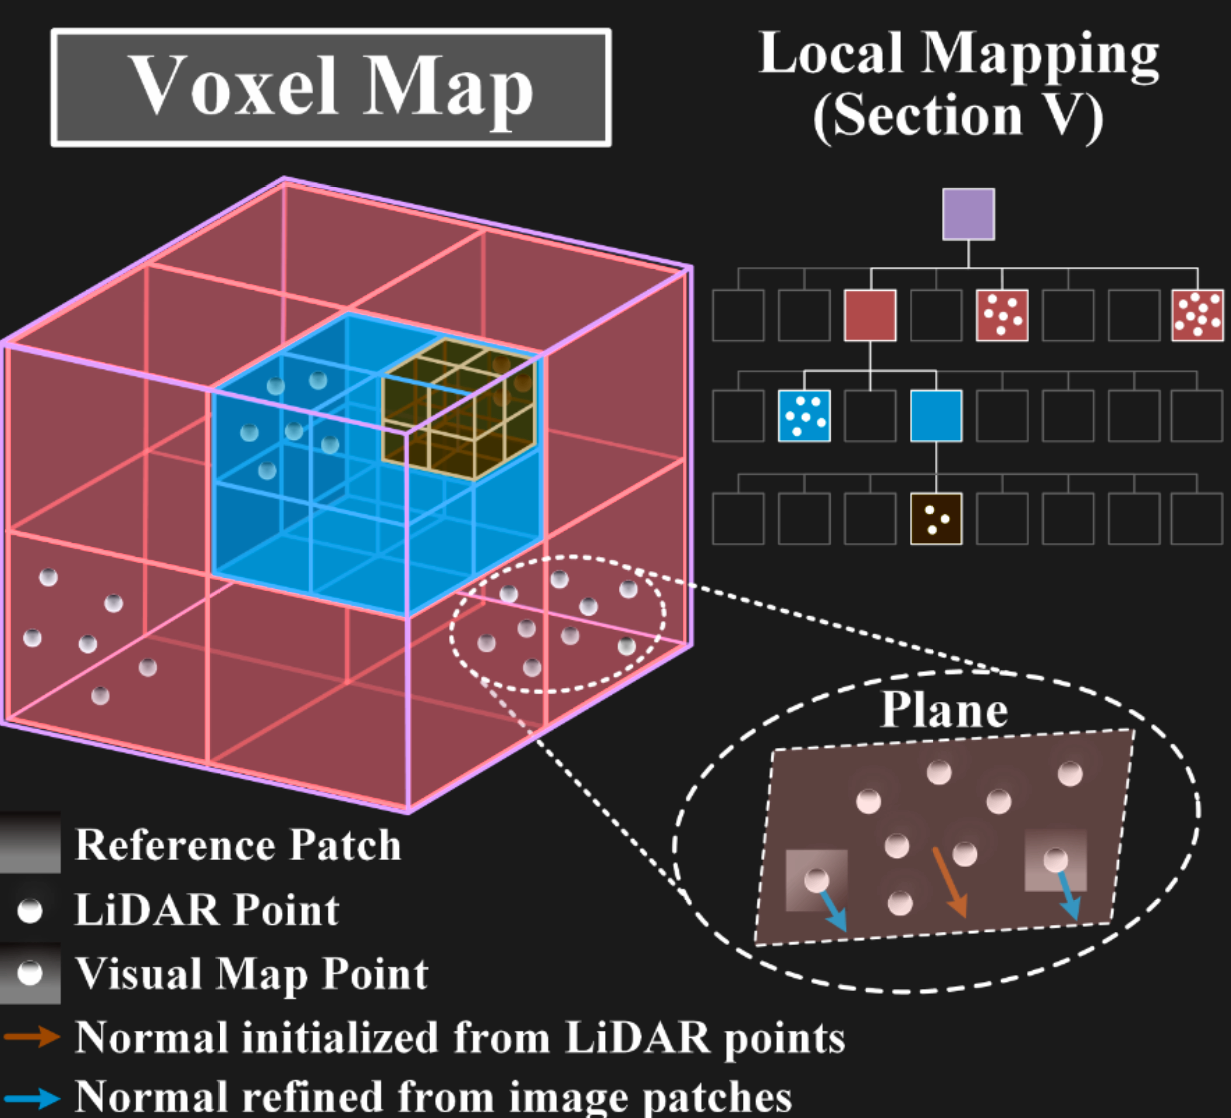 Voxel Map
Local Mapping
(Section V)
Plane
Reference Patch
LiDAR Point
Visual Map Point
Normal initialized from LiDAR points
Normal refined from image patches